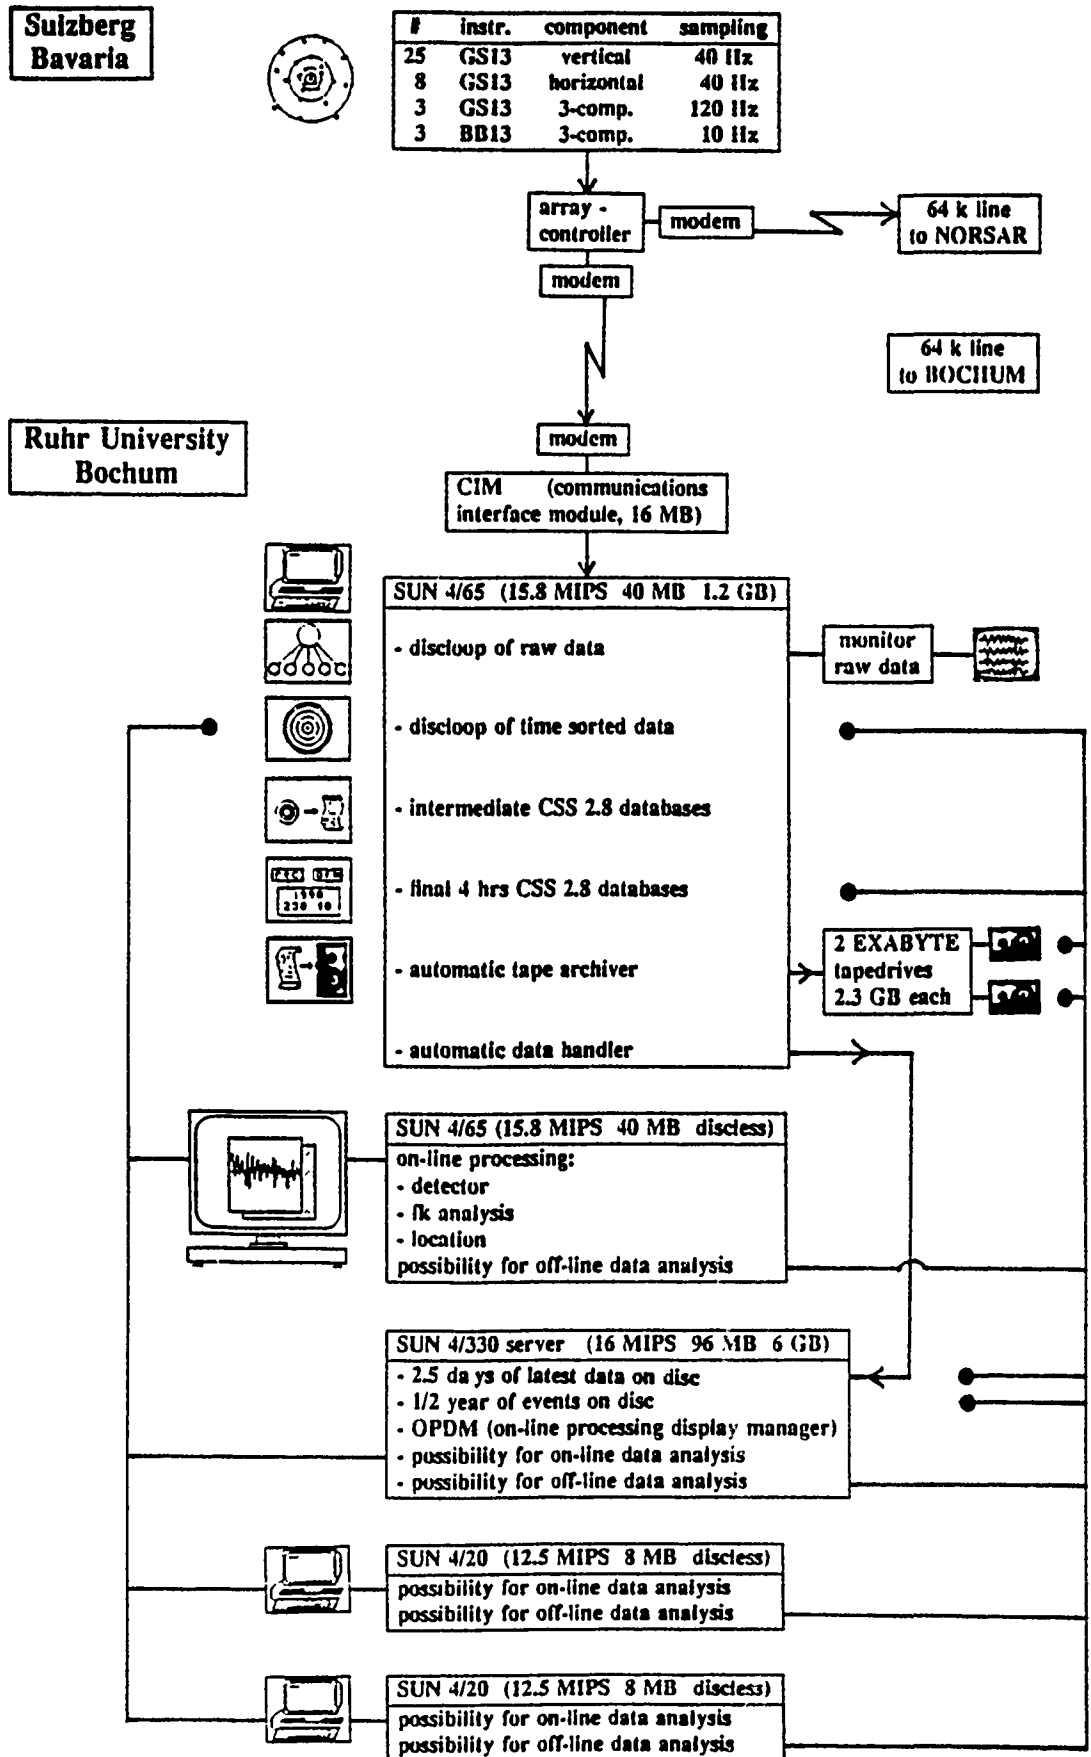 Sulzberg
Bavaria
# instr. component sampling
25 GS13 vertical 40 Hz
8 GS13 horizontal 40 Hz
3 GS13 3-comp. 120 Hz
3 BB13 3-comp. 10 Hz
array -
controller
modem
64 k line
to NORSAR
modem
64 k line
to BOCHUM
Ruhr University
Bochum
modem
CIM (communications
interface module, 16 MB)
SUN 4/65 (15.8 MIPS 40 MB 1.2 GB)
- discloop of raw data
monitor
raw data
- discloop of time sorted data
- intermediate CSS 2.8 databases
- final 4 hrs CSS 2.8 databases
1990
230 10
- automatic tape archiver
2 EXABYTE
tapedrives
2.3 GB each
- automatic data handler
SUN 4/65 (15.8 MIPS 40 MB discless)
on-line processing:
- detector
- fk analysis
- location
possibility for off-line data analysis
SUN 4/330 server (16 MIPS 96 MB 6 GB)
- 2.5 days of latest data on disc
- 1/2 year of events on disc
- OPDM (on-line processing display manager)
- possibility for on-line data analysis
- possibility for off-line data analysis
SUN 4/20 (12.5 MIPS 8 MB discless)
possibility for on-line data analysis
possibility for off-line data analysis
SUN 4/20 (12.5 MIPS 8 MB discless)
possibility for on-line data analysis
possibility for off-line data analysis